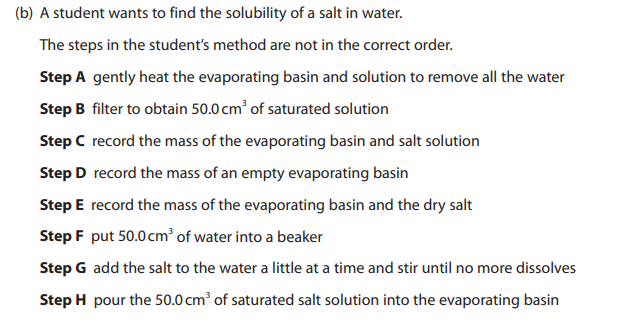 (b) A student wants to find the solubility of a salt in water.
The steps in the student's method are not in the correct order.
Step A gently heat the evaporating basin and solution to remove all the water
Step B filter to obtain 50.0 cm³ of saturated solution
Step C record the mass of the evaporating basin and salt solution
Step D record the mass of an empty evaporating basin
Step E record the mass of the evaporating basin and the dry salt
Step F put 50.0 cm³ of water into a beaker
Step G add the salt to the water a little at a time and stir until no more dissolves
Step H pour the 50.0 cm³ of saturated salt solution into the evaporating basin